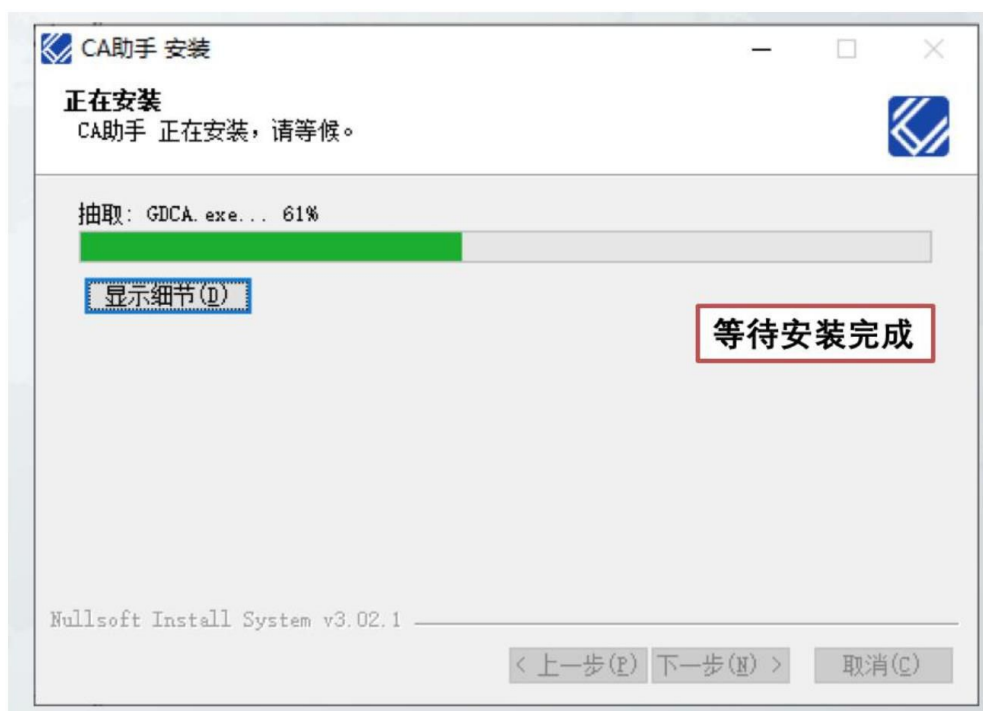 CA助手 安装
正在安装
CA助手 正在安装，请等候。
抽取: GDCA.exe... 61%
显示细节(D)
等待安装完成
Nullsoft Install System v3.02.1
< 上一步(P) 下一步(N) > 取消(C)